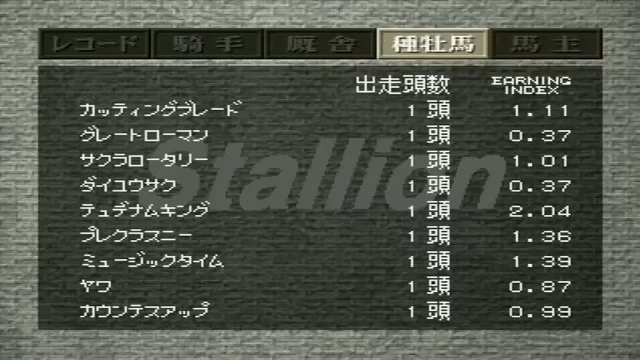 レコード 騎手 厩舎 種牡馬 馬主
出走頭数 EARNING INDEX
Stallion
カッティングブレード 1頭 1.11
グレートローマン 1頭 0.37
サクラロータリー 1頭 1.01
ダイユウサク 1頭 0.37
テュデナムキング 1頭 2.04
プレクラスニー 1頭 1.36
ミュージックタイム 1頭 1.39
ヤワ 1頭 0.87
カウンテスアップ 1頭 0.99